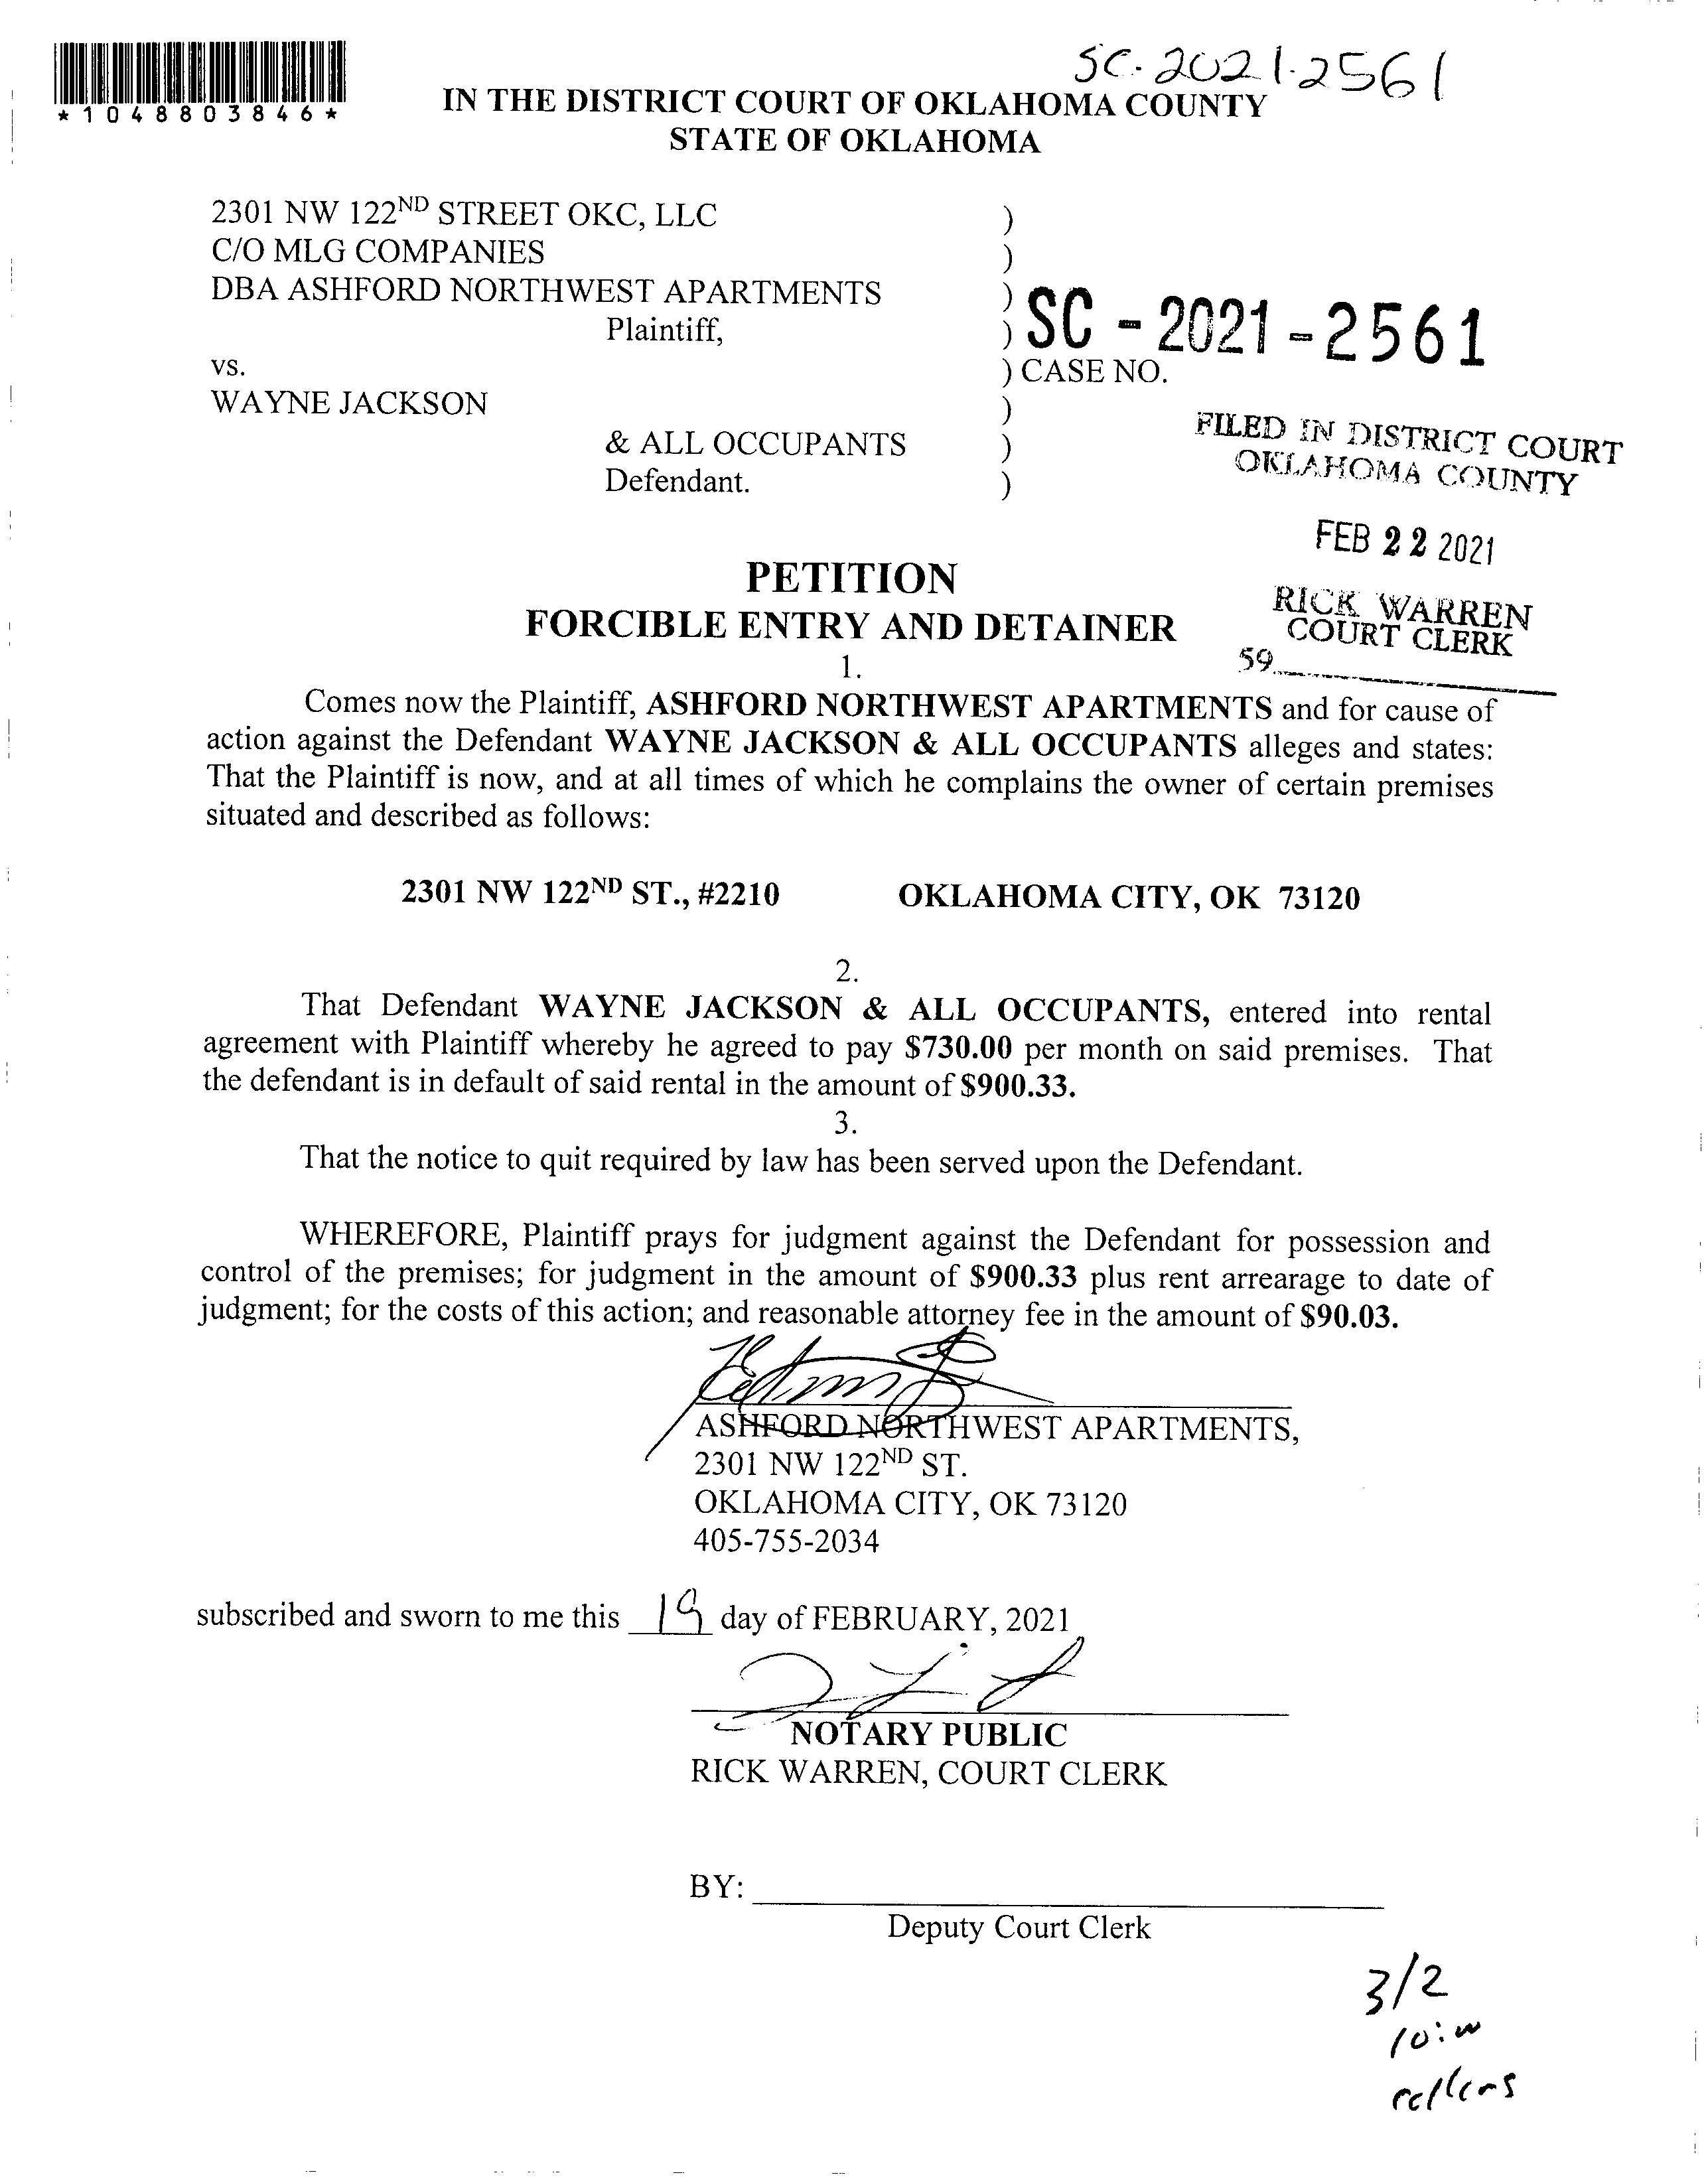 SC-2021-2561
*1048803846*
IN THE DISTRICT COURT OF OKLAHOMA COUNTY
STATE OF OKLAHOMA
2301 NW 122ND STREET OKC, LLC )
C/O MLG COMPANIES )
DBA ASHFORD NORTHWEST APARTMENTS )
Plaintiff, ) SC - 2021 - 2561
vs. ) CASE NO.
WAYNE JACKSON )
& ALL OCCUPANTS )
Defendant. )
FILED IN DISTRICT COURT
OKLAHOMA COUNTY
FEB 22 2021
RICK WARREN
COURT CLERK
59
PETITION
FORCIBLE ENTRY AND DETAINER
1.
Comes now the Plaintiff, ASHFORD NORTHWEST APARTMENTS and for cause of
action against the Defendant WAYNE JACKSON & ALL OCCUPANTS alleges and states:
That the Plaintiff is now, and at all times of which he complains the owner of certain premises
situated and described as follows:
2301 NW 122ND ST., #2210 OKLAHOMA CITY, OK 73120
2.
That Defendant WAYNE JACKSON & ALL OCCUPANTS, entered into rental
agreement with Plaintiff whereby he agreed to pay $730.00 per month on said premises. That
the defendant is in default of said rental in the amount of $900.33.
3.
That the notice to quit required by law has been served upon the Defendant.
WHEREFORE, Plaintiff prays for judgment against the Defendant for possession and
control of the premises; for judgment in the amount of $900.33 plus rent arrearage to date of
judgment; for the costs of this action; and reasonable attorney fee in the amount of $90.03.
ASHFORD NORTHWEST APARTMENTS,
2301 NW 122ND ST.
OKLAHOMA CITY, OK 73120
405-755-2034
subscribed and sworn to me this 19 day of FEBRUARY, 2021
NOTARY PUBLIC
RICK WARREN, COURT CLERK
BY:
Deputy Court Clerk
3/2